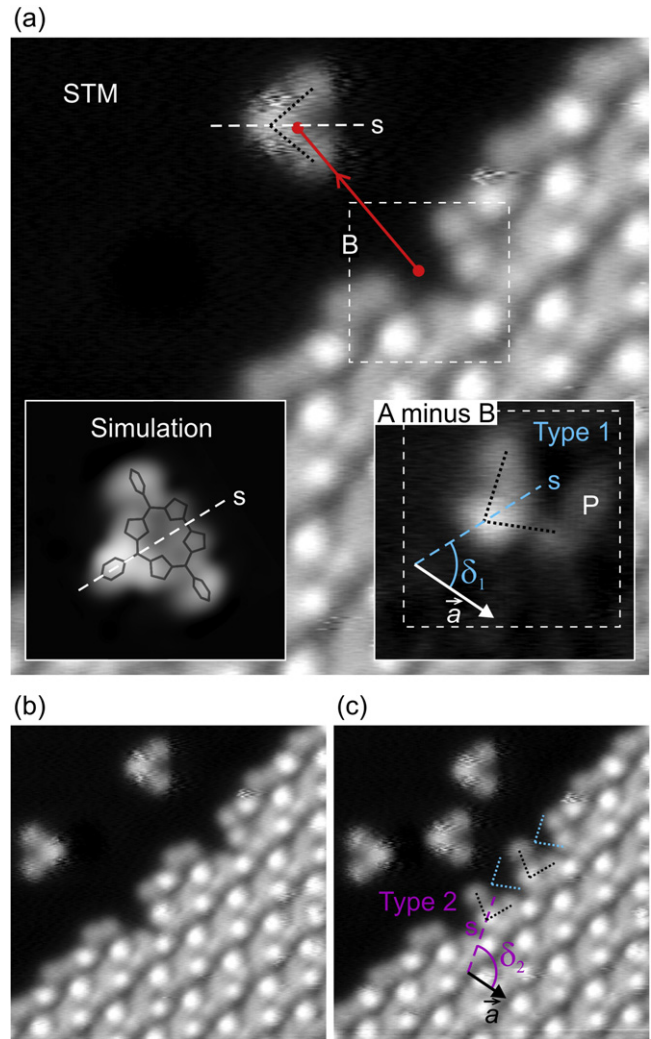 (a)
STM
s
B
Simulation
s
A minus B
Type 1
s
P
δ₁
a⃗
(b)
(c)
Type 2
s
δ₂
a⃗